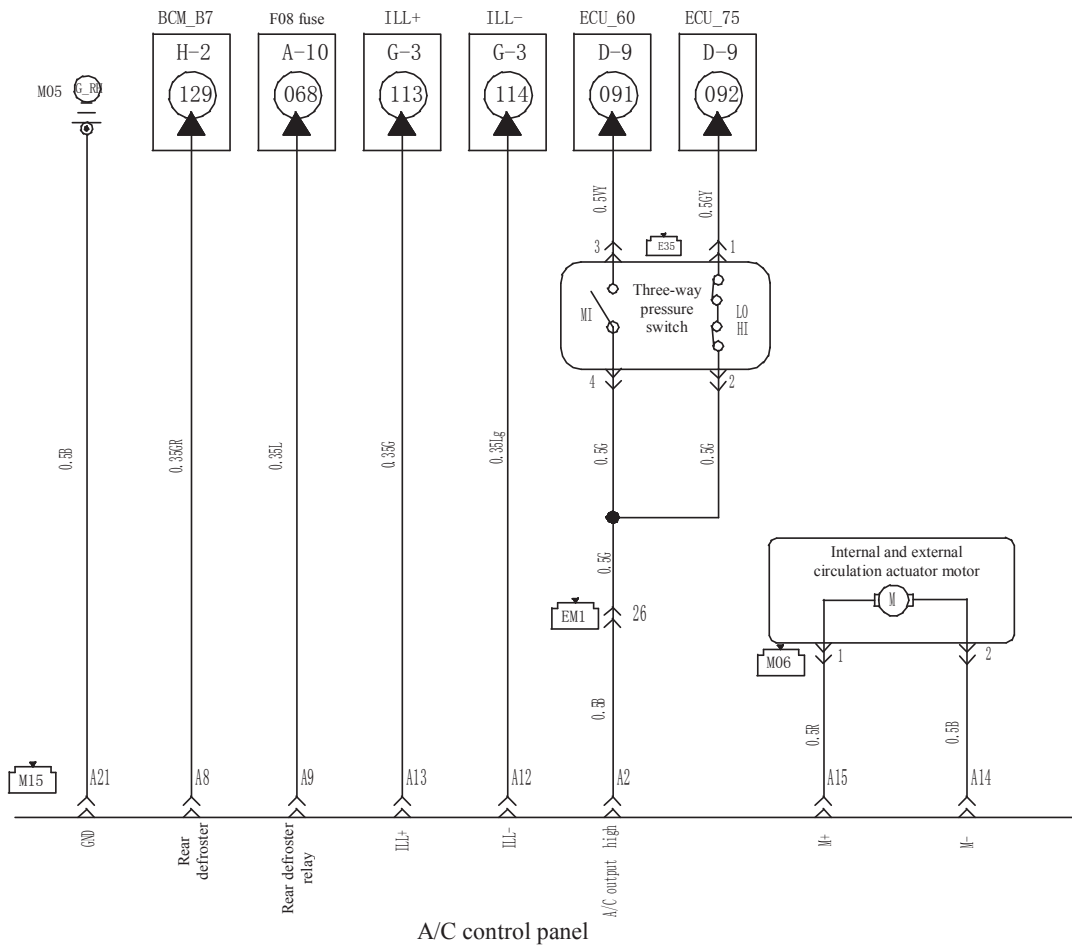 BCM_B7
F08 fuse
ILL+
ILL-
ECU_60
ECU_75
H-2
A-10
G-3
G-3
D-9
D-9
M05
G_RH
129
068
113
114
091
092
0.5VY
0.5GY
3
E35
1
Three-way
pressure
switch
MI
LO
HI
4
2
0.5B
0.35GR
0.35L
0.35G
0.35Lg
0.5G
0.5G
0.5G
EM1
26
Internal and external
circulation actuator motor
M
M06
1
2
0.5B
0.5R
0.5B
M15
A21
A8
A9
A13
A12
A2
A15
A14
GND
Rear
defroster
Rear defroster
relay
ILL+
ILL-
A/C output high
M+
M-
A/C control panel